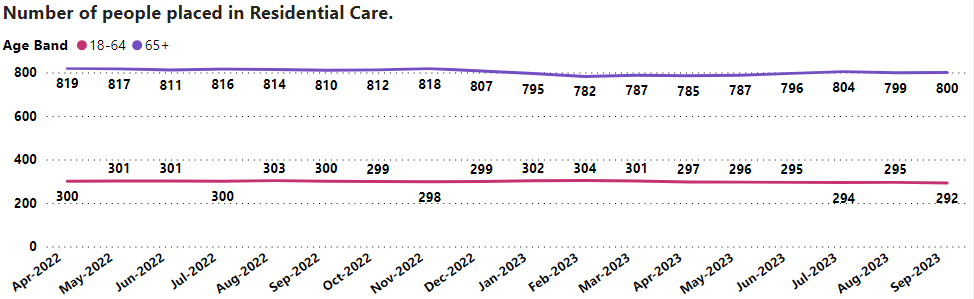 Number of people placed in Residential Care.
Age Band 18-64 65+
800
819 817 811 816 814 810 812 818 807 795 782 787 785 787 796 804 799 800
600
400
301 301 303 300 299 299 302 304 301 297 296 295 295
200
300 300 298 294 292
0
Apr-2022 May-2022 Jun-2022 Jul-2022 Aug-2022 Sep-2022 Oct-2022 Nov-2022 Dec-2022 Jan-2023 Feb-2023 Mar-2023 Apr-2023 May-2023 Jun-2023 Jul-2023 Aug-2023 Sep-2023